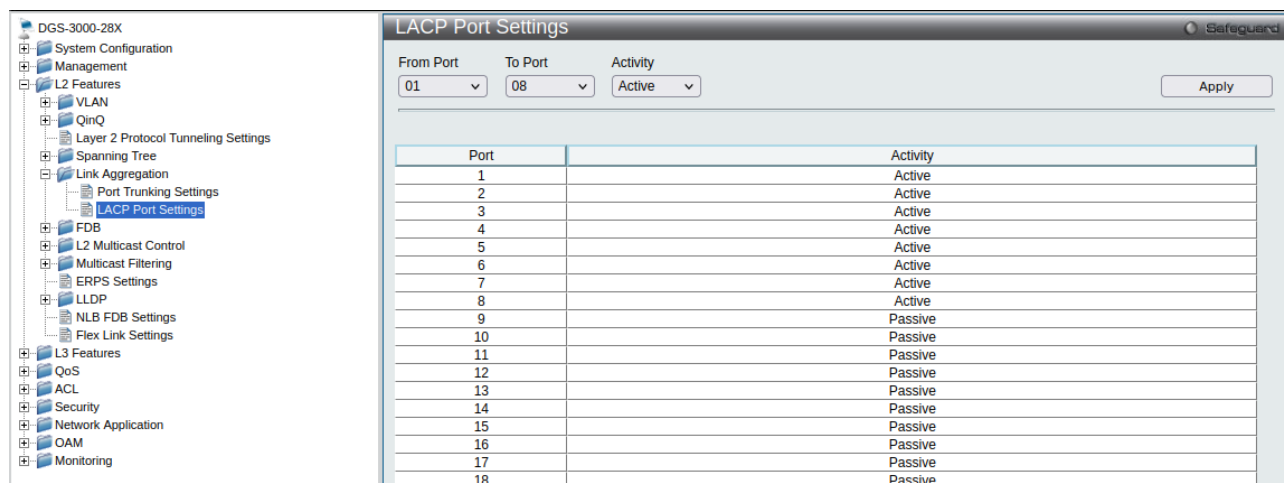 DGS-3000-28X
System Configuration
Management
L2 Features
VLAN
QinQ
Layer 2 Protocol Tunneling Settings
Spanning Tree
Link Aggregation
Port Trunking Settings
LACP Port Settings
FDB
L2 Multicast Control
Multicast Filtering
ERPS Settings
LLDP
NLB FDB Settings
Flex Link Settings
L3 Features
QoS
ACL
Security
Network Application
OAM
Monitoring
LACP Port Settings
Safeguard
From Port To Port Activity
01 08 Active Apply
Port Activity
1 Active
2 Active
3 Active
4 Active
5 Active
6 Active
7 Active
8 Active
9 Passive
10 Passive
11 Passive
12 Passive
13 Passive
14 Passive
15 Passive
16 Passive
17 Passive
18 Passive